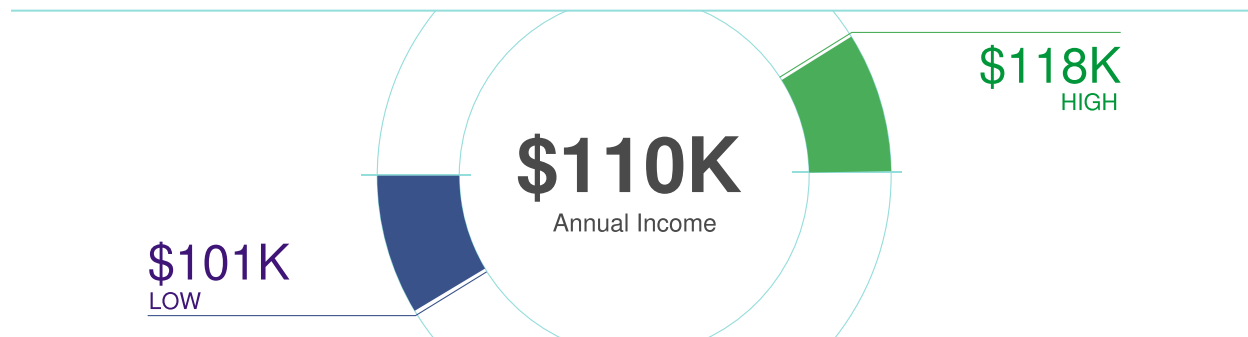 $118K
HIGH
$110K
Annual Income
$101K
LOW